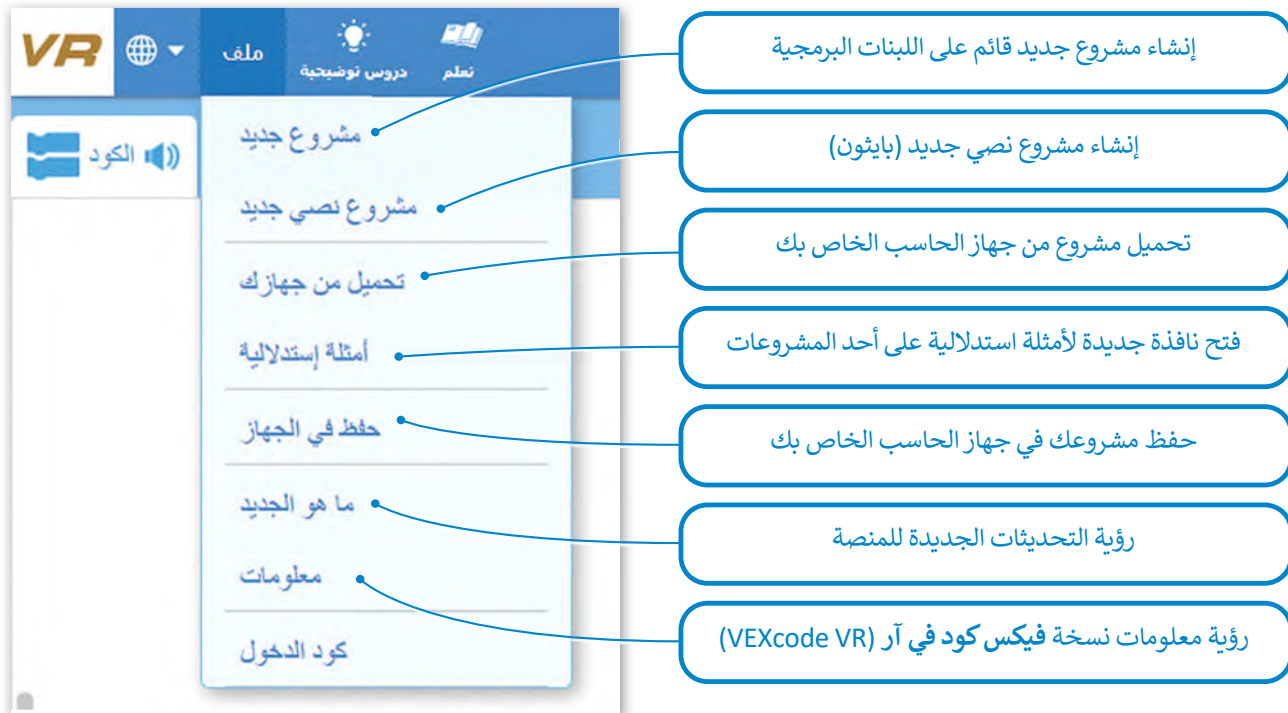 VR
ملف
دروس توضيحية
تعلم
الكود
مشروع جديد
مشروع نصي جديد
تحميل من جهازك
أمثلة إستدلالية
حفظ في الجهاز
ما هو الجديد
معلومات
كود الدخول
إنشاء مشروع جديد قائم على اللبنات البرمجية
إنشاء مشروع نصي جديد (بايثون)
تحميل مشروع من جهاز الحاسب الخاص بك
فتح نافذة جديدة لأمثلة استدلالية على أحد المشروعات
حفظ مشروعك في جهاز الحاسب الخاص بك
رؤية التحديثات الجديدة للمنصة
رؤية معلومات نسخة فيكس كود في آر (VEXcode VR)